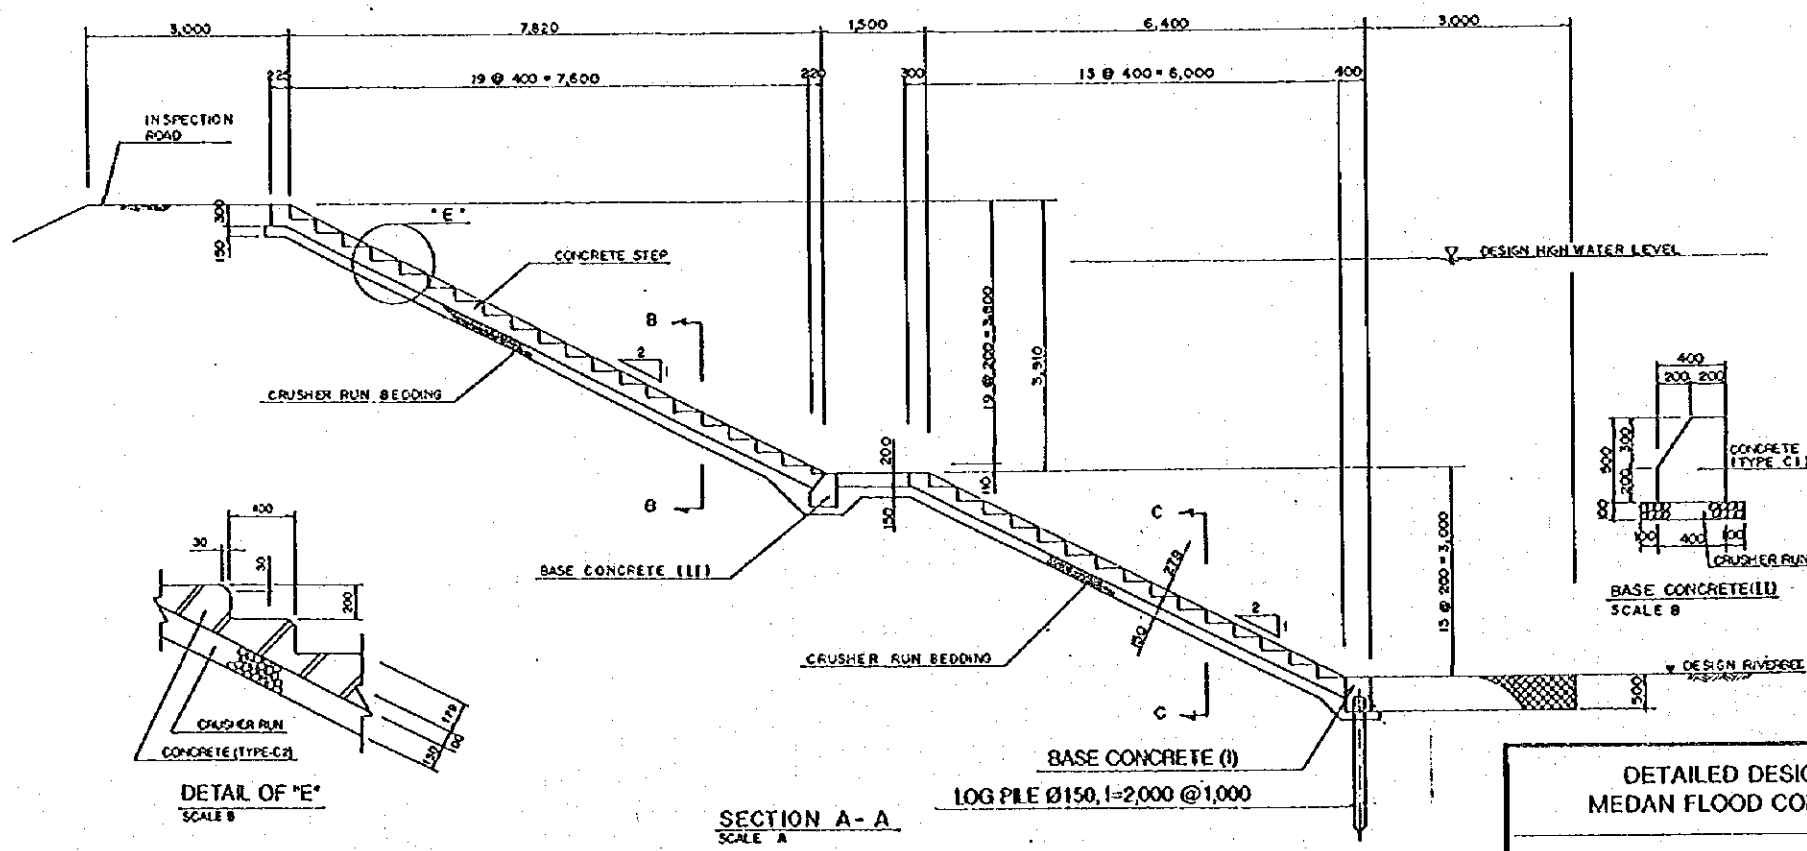 3,000
7,820
1,500
6,400
3,000
225
19 @ 400 = 7,600
220
300
15 @ 400 = 6,000
400
INSPECTION
ROAD
300
150
"E"
CONCRETE STEP
DESIGN HIGH WATER LEVEL
19 @ 200 = 3,800
3,910
110
B
2
1
CRUSHER RUN BEDDING
B
200
150
BASE CONCRETE (II)
C
279
150
15 @ 200 = 3,000
2
1
CRUSHER RUN BEDDING
C
DESIGN RIVERBED
500
BASE CONCRETE (I)
LOG PILE Ø150, l=2,000 @1,000
SECTION A-A
SCALE A
400
30
30
200
179
100
150
CRUSHER RUN
CONCRETE (TYPE-C2)
DETAIL OF "E"
SCALE B
400
200 200
500
300
200
100
CONCRETE
(TYPE C1)
100 400 100
CRUSHER RUN
BASE CONCRETE(II)
SCALE B
DETAILED DESIG
MEDAN FLOOD CO